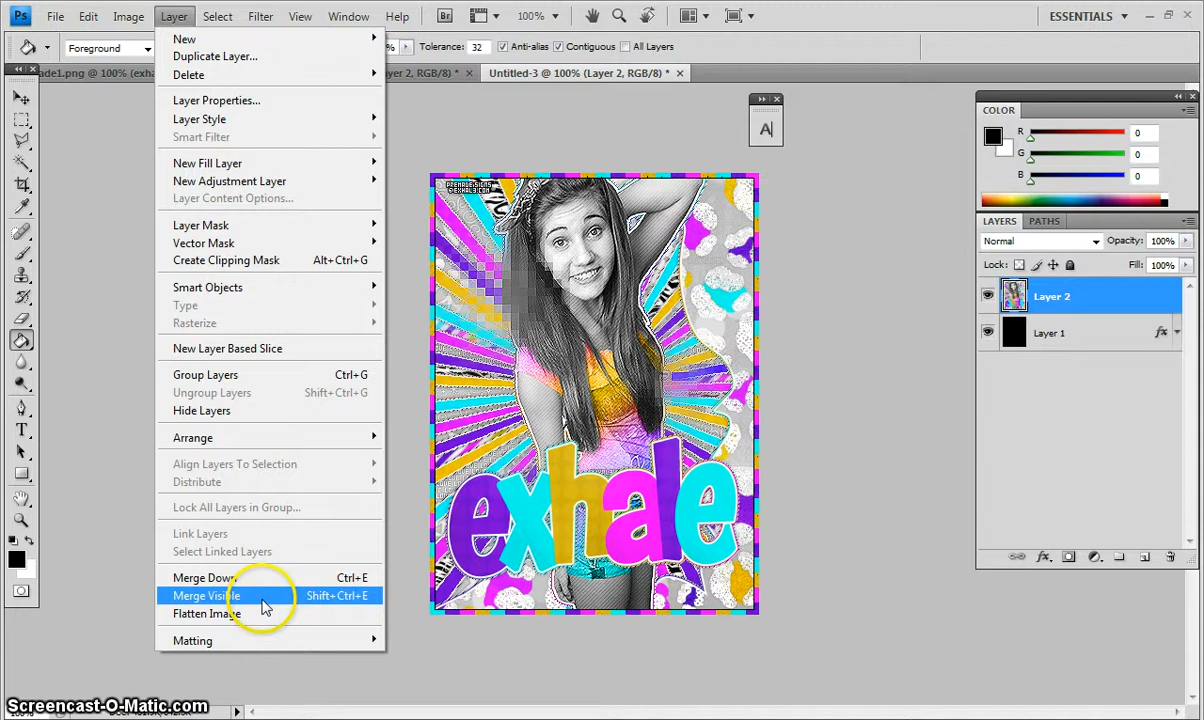 Ps File Edit Image Layer Select Filter View Window Help Br 100% ESSENTIALS
Foreground % Tolerance: 32 Anti-alias Contiguous All Layers
ade1.png @ 100% (exha ayer 2, RGB/8) * × Untitled-3 @ 100% (Layer 2, RGB/8) * ×
New
Duplicate Layer...
Delete
Layer Properties...
Layer Style
Smart Filter
New Fill Layer
New Adjustment Layer
Layer Content Options...
Layer Mask
Vector Mask
Create Clipping Mask Alt+Ctrl+G
Smart Objects
Type
Rasterize
New Layer Based Slice
Group Layers Ctrl+G
Ungroup Layers Shift+Ctrl+G
Hide Layers
Arrange
Align Layers To Selection
Distribute
Lock All Layers in Group...
Link Layers
Select Linked Layers
Merge Down Ctrl+E
Merge Visible Shift+Ctrl+E
Flatten Image
Matting
A
exhale
COLOR
R 0
G 0
B 0
LAYERS PATHS
Normal Opacity: 100%
Lock: Fill: 100%
Layer 2
Layer 1 fx
Screencast-O-Matic.com